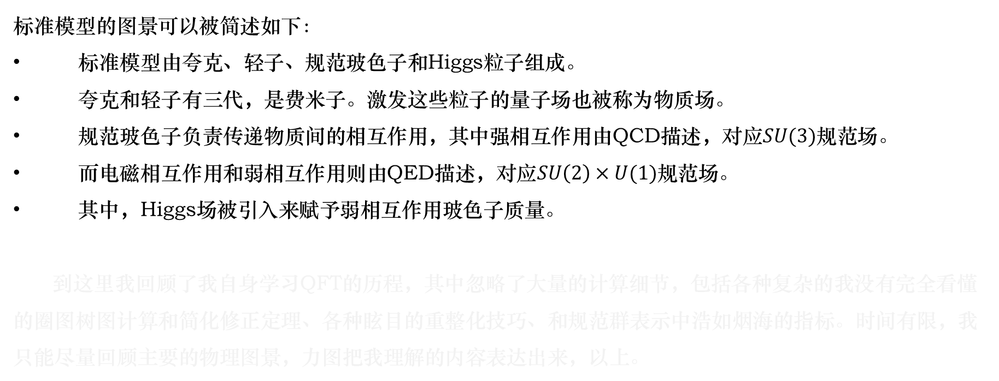 标准模型的图景可以被简述如下：
• 标准模型由夸克、轻子、规范玻色子和Higgs粒子组成。
• 夸克和轻子有三代，是费米子。激发这些粒子的量子场也被称为物质场。
• 规范玻色子负责传递物质间的相互作用，其中强相互作用由QCD描述，对应SU(3)规范场。
• 而电磁相互作用和弱相互作用则由QED描述，对应SU(2) × U(1)规范场。
• 其中，Higgs场被引入来赋予弱相互作用玻色子质量。
到这里我回顾了我自身学习QFT的历程，其中忽略了大量的计算细节，包括各种复杂的我没有完全看懂
的圈图树图计算和简化修正定理、各种眩目的重整化技巧、和规范群表示中浩如烟海的指标。时间有限，我
只能尽量回顾主要的物理图景，力图把我理解的内容表达出来，以上。